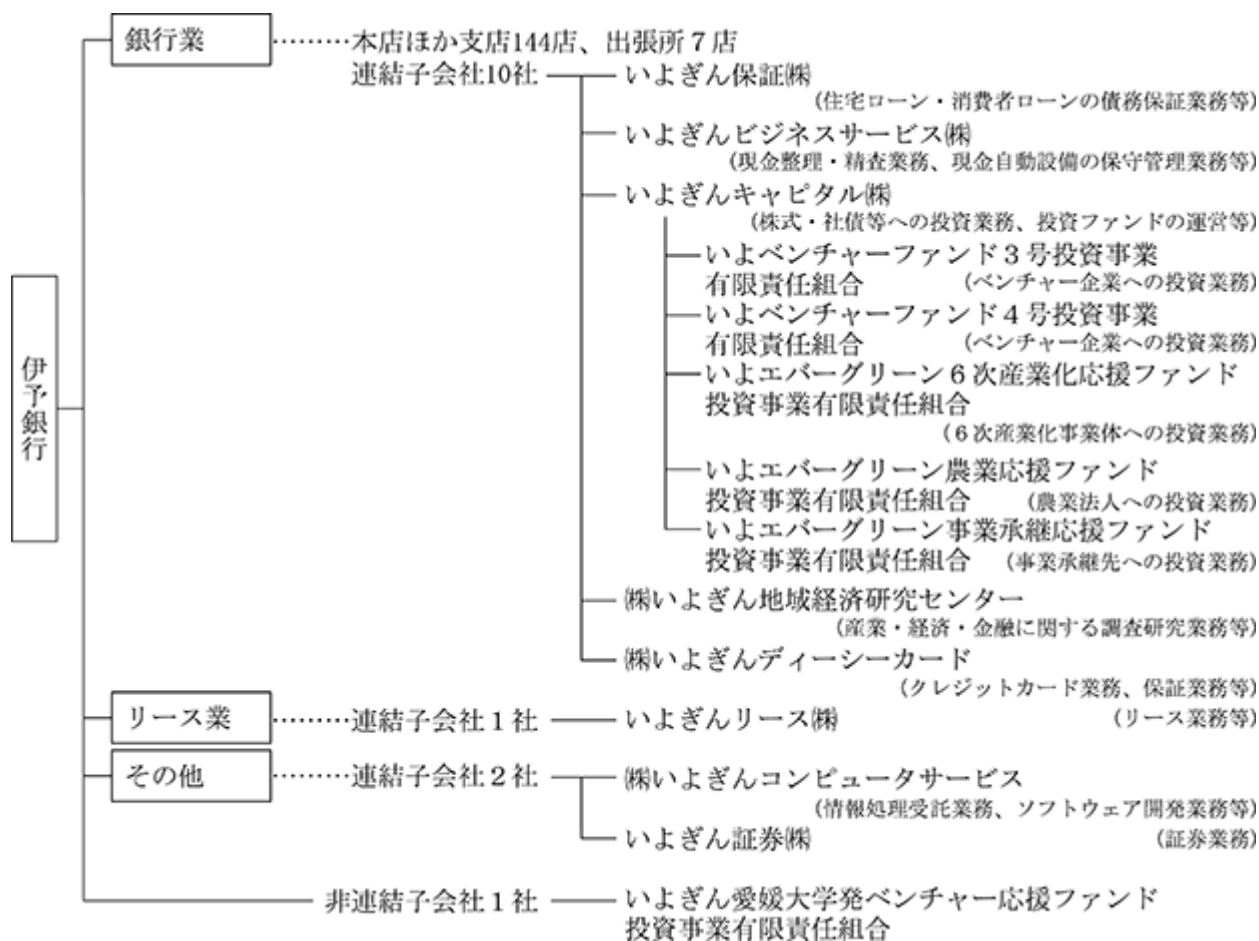 銀行業 ………本店ほか支店144店、出張所７店
連結子会社10社 いよぎん保証㈱
(住宅ローン・消費者ローンの債務保証業務等)
いよぎんビジネスサービス㈱
(現金整理・精査業務、現金自動設備の保守管理業務等)
いよぎんキャピタル㈱
(株式・社債等への投資業務、投資ファンドの運営等)
いよベンチャーファンド３号投資事業
有限責任組合 (ベンチャー企業への投資業務)
いよベンチャーファンド４号投資事業
有限責任組合 (ベンチャー企業への投資業務)
いよエバーグリーン６次産業化応援ファンド
投資事業有限責任組合
(６次産業化事業体への投資業務)
いよエバーグリーン農業応援ファンド
投資事業有限責任組合 (農業法人への投資業務)
いよエバーグリーン事業承継応援ファンド
投資事業有限責任組合 (事業承継先への投資業務)
㈱いよぎん地域経済研究センター
(産業・経済・金融に関する調査研究業務等)
㈱いよぎんディーシーカード
(クレジットカード業務、保証業務等)
伊予銀行
リース業 ………連結子会社１社 いよぎんリース㈱ (リース業務等)
その他 ………連結子会社２社 ㈱いよぎんコンピュータサービス
(情報処理受託業務、ソフトウェア開発業務等)
いよぎん証券㈱ (証券業務)
非連結子会社１社 いよぎん愛媛大学発ベンチャー応援ファンド
投資事業有限責任組合